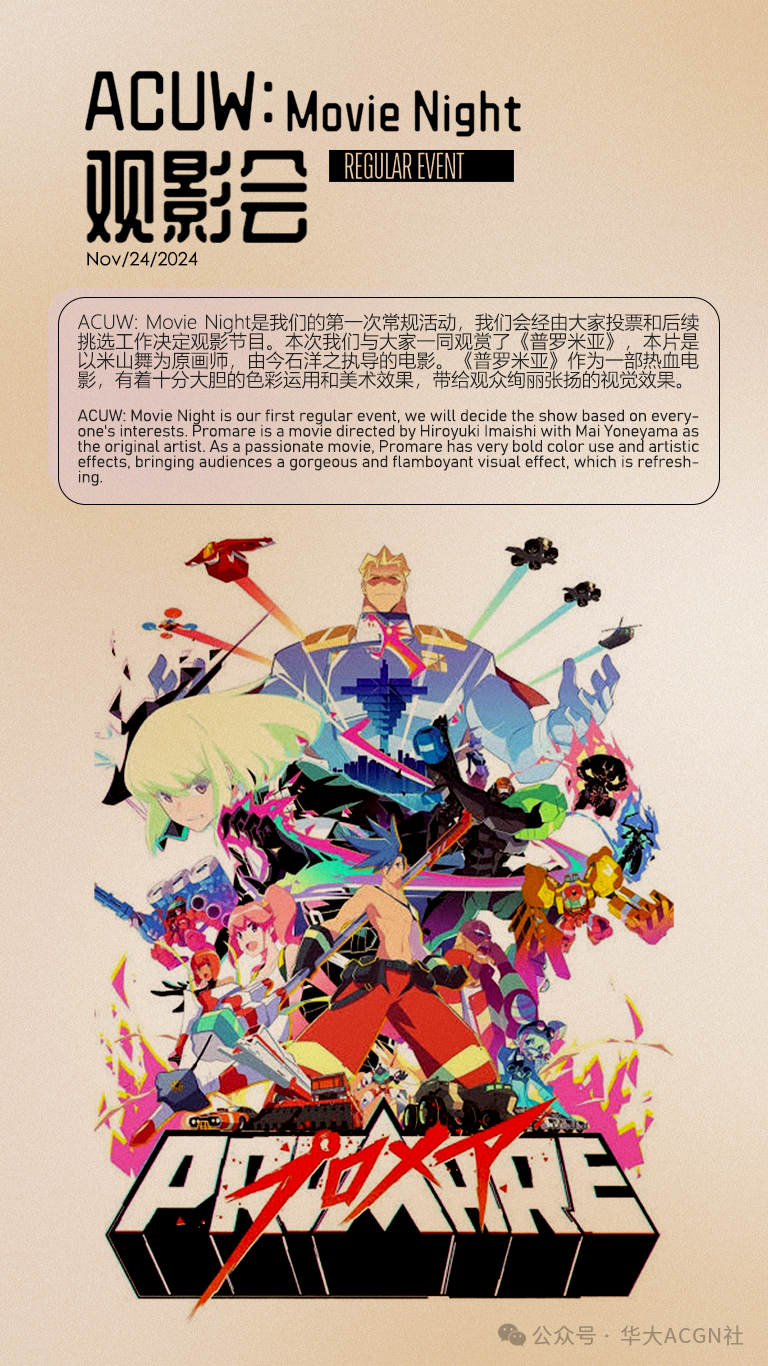 ACUW: Movie Night
观影会
REGULAR EVENT
Nov/24/2024
ACUW: Movie Night是我们的第一次常规活动，我们会经由大家投票和后续
挑选工作决定观影节目。本次我们与大家一同观赏了《普罗米亚》，本片是
以米山舞为原画师，由今石洋之执导的电影。《普罗米亚》作为一部热血电
影，有着十分大胆的色彩运用和美术效果，带给观众绚丽张扬的视觉效果。
ACUW: Movie Night is our first regular event, we will decide the show based on every-
one's interests. Promare is a movie directed by Hiroyuki Imaishi with Mai Yoneyama as
the original artist. As a passionate movie, Promare has very bold color use and artistic
effects, bringing audiences a gorgeous and flamboyant visual effect, which is refresh-
ing.
PROMARE
プロメア
公众号 · 华大ACGN社